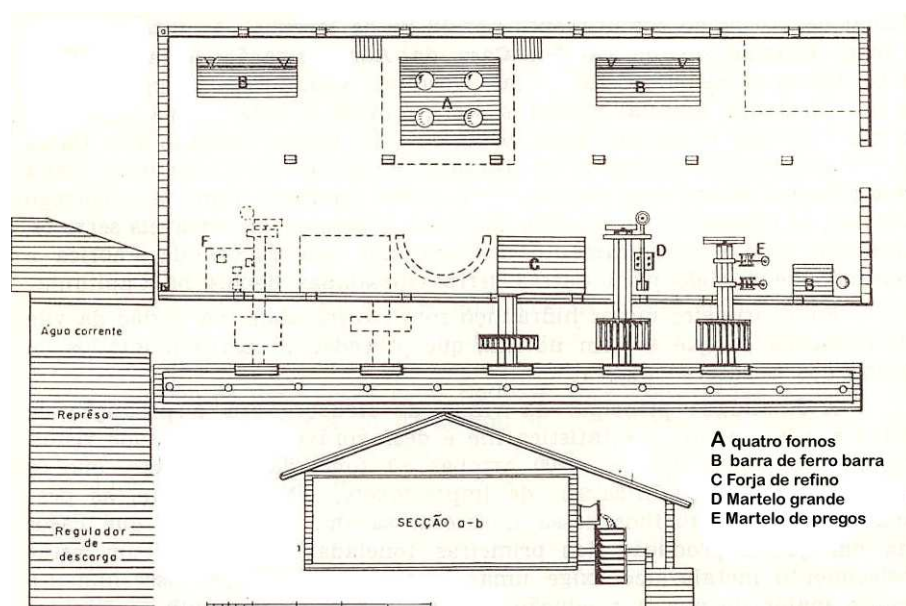 B
A
B
F
C
D
E
B
Água corrente
Reprêsa
Regulador
de
descarga
SECÇÃO a-b
A quatro fornos
B barra de ferro barra
C Forja de refino
D Martelo grande
E Martelo de pregos